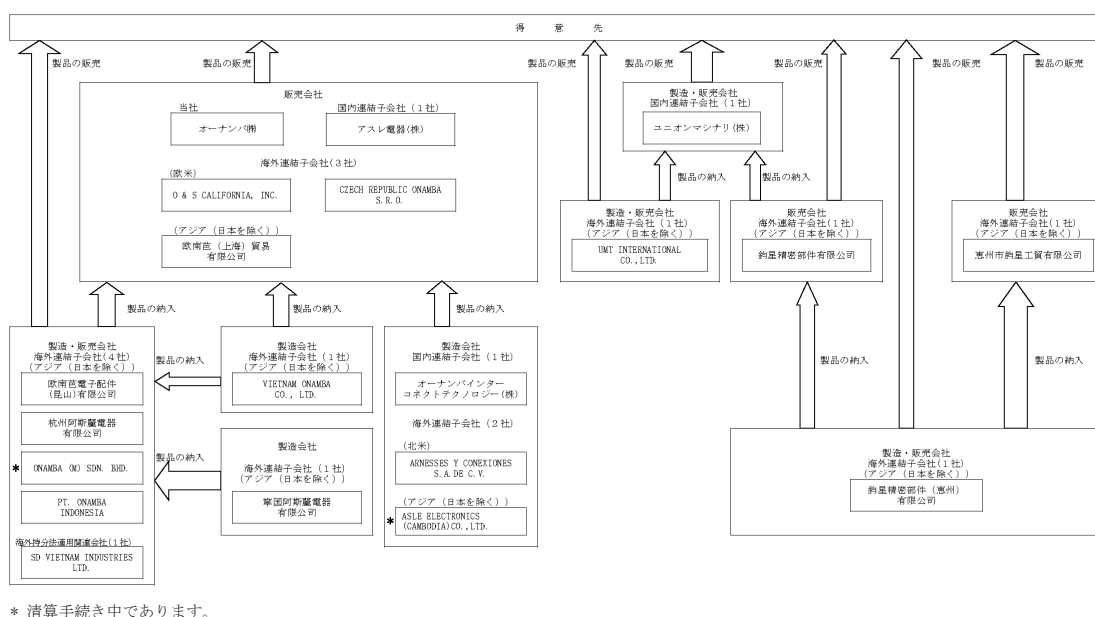 得 意 先
製品の販売
製品の販売
製品の販売
製品の販売
製品の販売
製品の販売
製品の販売
販売会社
当社
オーナンバ㈱
国内連結子会社(1社)
アスレ電器(株)
海外連結子会社(3社)
(欧米)
O & S CALIFORNIA, INC.
CZECH REPUBLIC ONAMBA
S.R.O.
(アジア(日本を除く))
欧南芭(上海)貿易
有限公司
製造・販売会社
国内連結子会社(1社)
ユニオンマシナリ(株)
製品の納入
製品の納入
製造・販売会社
海外連結子会社(1社)
(アジア(日本を除く))
UMT INTERNATIONAL
CO.,LTD.
販売会社
海外連結子会社(1社)
(アジア(日本を除く))
鈞星精密部件有限公司
販売会社
海外連結子会社(1社)
(アジア(日本を除く))
恵州市鈞星工貿有限公司
製品の納入
製品の納入
製品の納入
製品の納入
製品の納入
製造・販売会社
海外連結子会社(4社)
(アジア(日本を除く))
欧南芭電子配件
(昆山)有限公司
杭州阿斯麗電器
有限公司
* ONAMBA (M) SDN. BHD.
PT. ONAMBA
INDONESIA
海外持分法適用関連会社(1社)
SD VIETNAM INDUSTRIES
LTD.
製品の納入
製品の納入
製造会社
海外連結子会社(1社)
(アジア(日本を除く))
VIETNAM ONAMBA
CO., LTD.
製造会社
海外連結子会社(1社)
(アジア(日本を除く))
寧国阿斯麗電器
有限公司
製造会社
国内連結子会社(1社)
オーナンバインター
コネクトテクノロジー(株)
海外連結子会社(2社)
(北米)
ARNESSES Y CONEXIONES
S.A.DE C.V.
(アジア(日本を除く))
* ASLE ELECTRONICS
(CAMBODIA)CO.,LTD.
製造・販売会社
海外連結子会社(1社)
(アジア(日本を除く))
鈞星精密部件(恵州)
有限公司
* 清算手続き中であります。